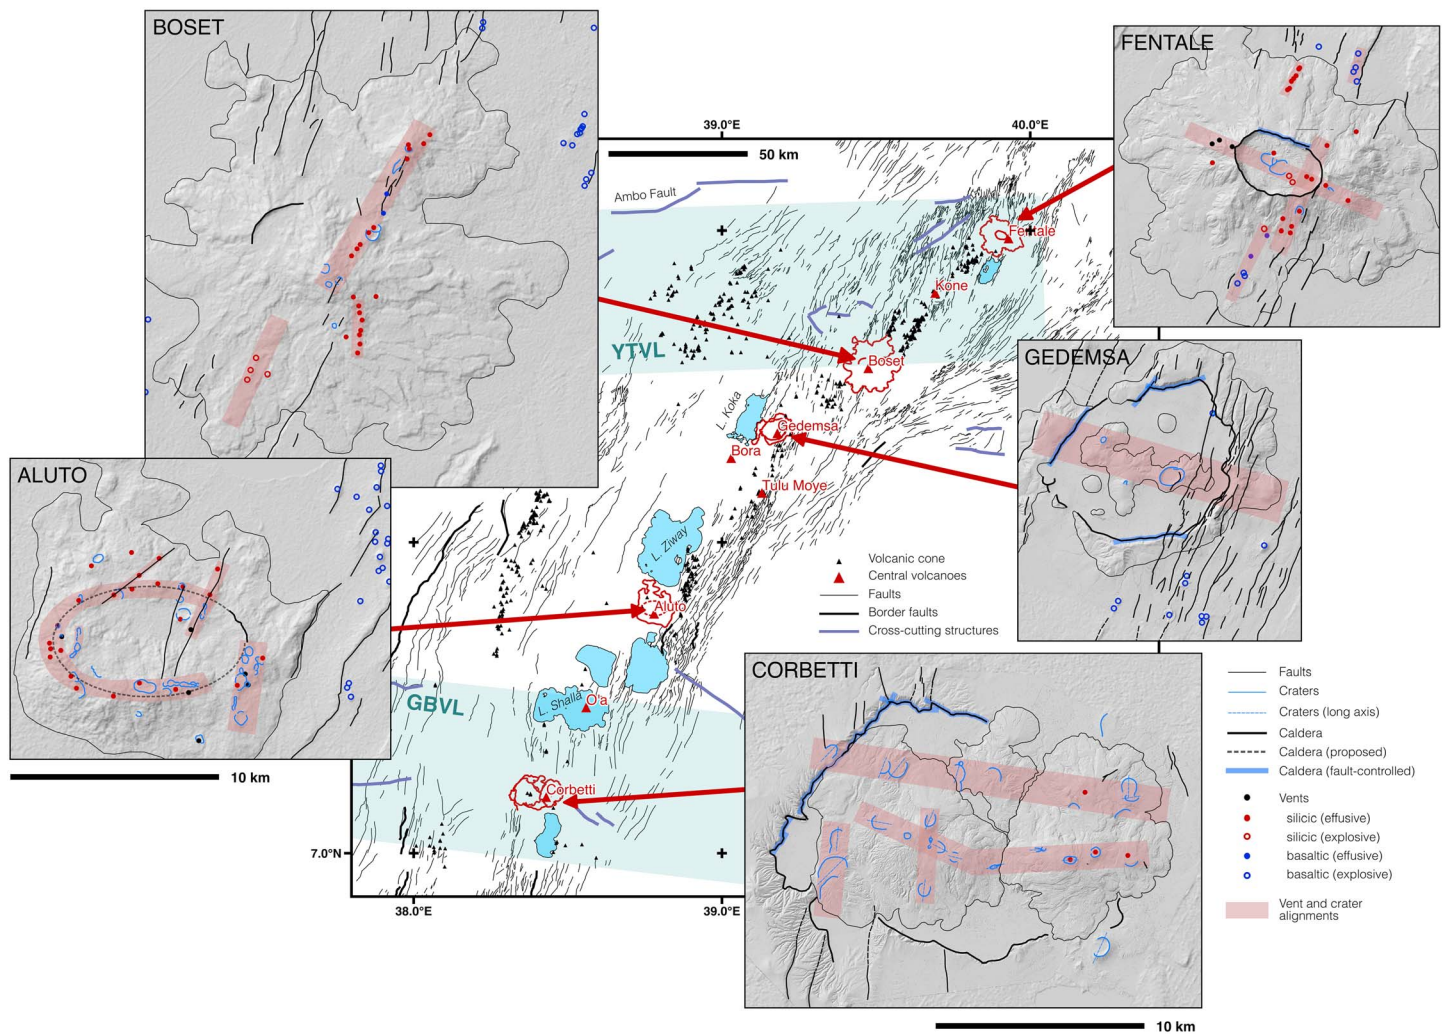 BOSET
FENTALE
39.0°E
40.0°E
50 km
Ambo Fault
Fentale
Kone
YTVL
Boset
GEDEMSA
L. Koka
Gedemsa
Bora
ALUTO
Tulu Moye
L. Ziway
Volcanic cone
Central volcanoes
Faults
Border faults
Cross-cutting structures
Aluto
CORBETTI
GBVL
L. Shalla
O'a
10 km
Corbetti
7.0°N
38.0°E
39.0°E
Faults
Craters
Craters (long axis)
Caldera
Caldera (proposed)
Caldera (fault-controlled)
Vents
silicic (effusive)
silicic (explosive)
basaltic (effusive)
basaltic (explosive)
Vent and crater
alignments
10 km